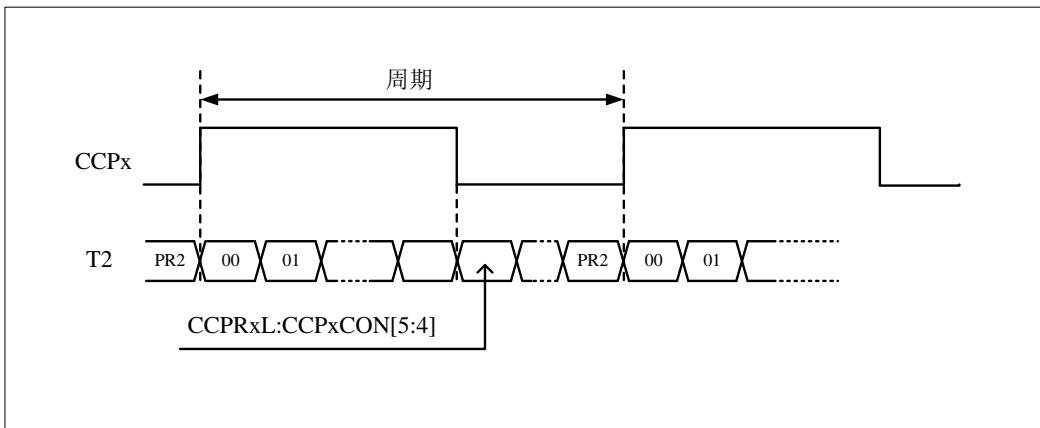 周期
CCPx
T2
PR2 00 01 PR2 00 01
CCPRxL:CCPxCON[5:4]